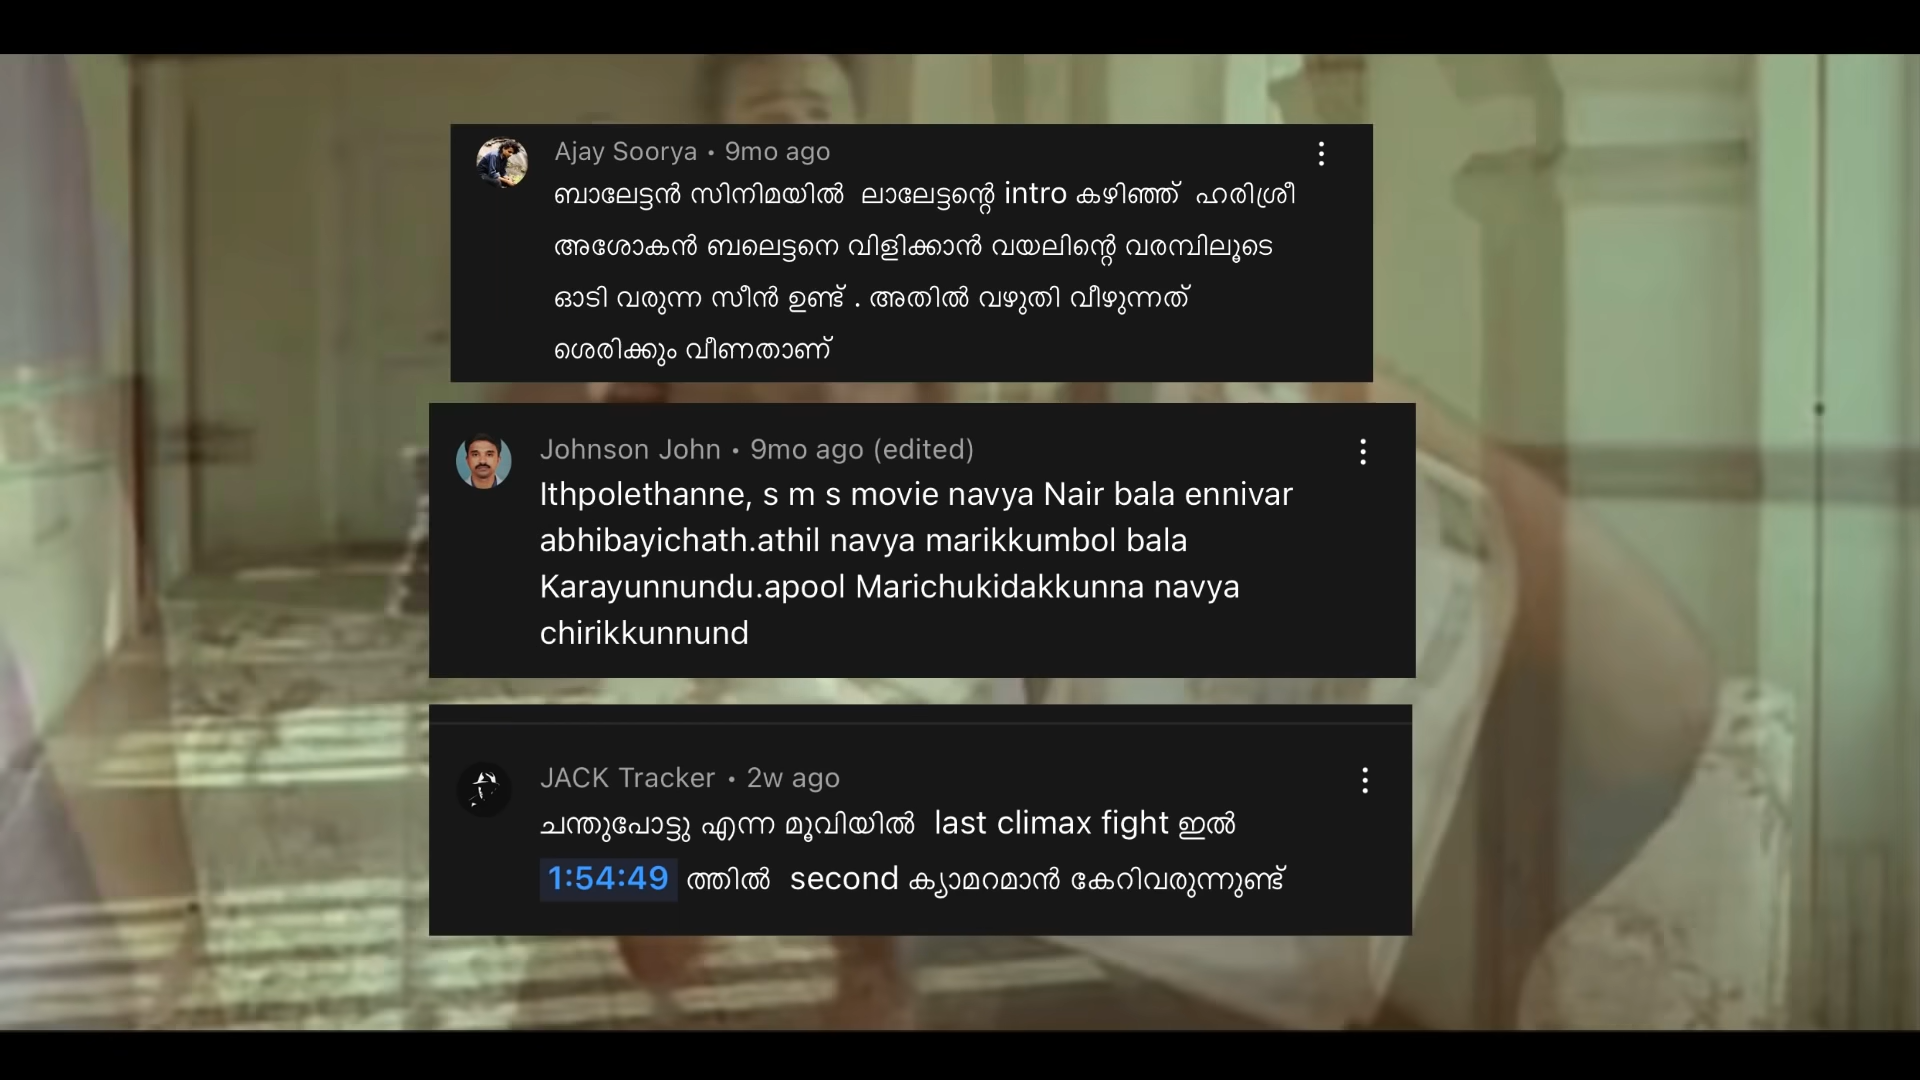 Ajay Soorya • 9mo ago
ബാലേട്ടൻ സിനിമയിൽ ലാലേട്ടന്റെ intro കഴിഞ്ഞ് ഹരിശ്രീ
അശോകൻ ബലെട്ടനെ വിളിക്കാൻ വയലിന്റെ വരമ്പിലൂടെ
ഓടി വരുന്ന സീൻ ഉണ്ട് . അതിൽ വഴുതി വീഴുന്നത്
ശെരിക്കും വീണതാണ്
Johnson John • 9mo ago (edited)
Ithpolethanne, s m s movie navya Nair bala ennivar
abhibayichath.athil navya marikkumbol bala
Karayunnundu.apool Marichukidakkunna navya
chirikkunnund
JACK Tracker • 2w ago
ചന്തുപോട്ടു എന്ന മൂവിയിൽ last climax fight ഇൽ
1:54:49 ത്തിൽ second ക്യാമറമാൻ കേറിവരുന്നുണ്ട്